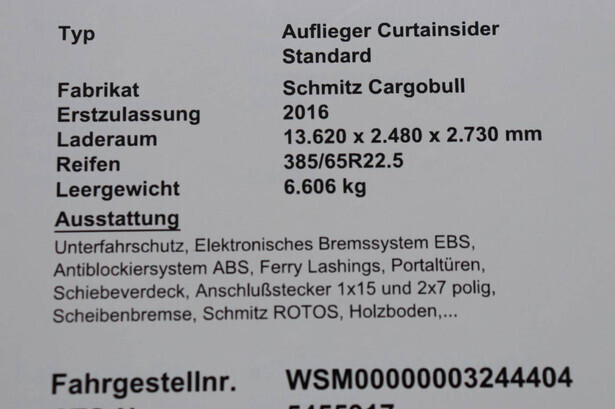 Typ Auflieger Curtainsider
Standard
Fabrikat Schmitz Cargobull
Erstzulassung 2016
Laderaum 13.620 x 2.480 x 2.730 mm
Reifen 385/65R22.5
Leergewicht 6.606 kg
Ausstattung
Unterfahrschutz, Elektronisches Bremssystem EBS,
Antiblockiersystem ABS, Ferry Lashings, Portaltüren,
Schiebeverdeck, Anschlußstecker 1x15 und 2x7 polig,
Scheibenbremse, Schmitz ROTOS, Holzboden,...
Fahrgestellnr. WSM00000003244404